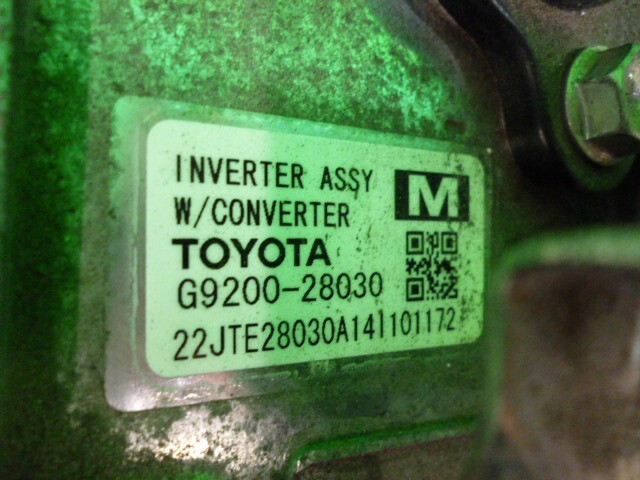 INVERTER ASSY
W/CONVERTER
M
TOYOTA
G9200-28030
22JTE28030A141101172